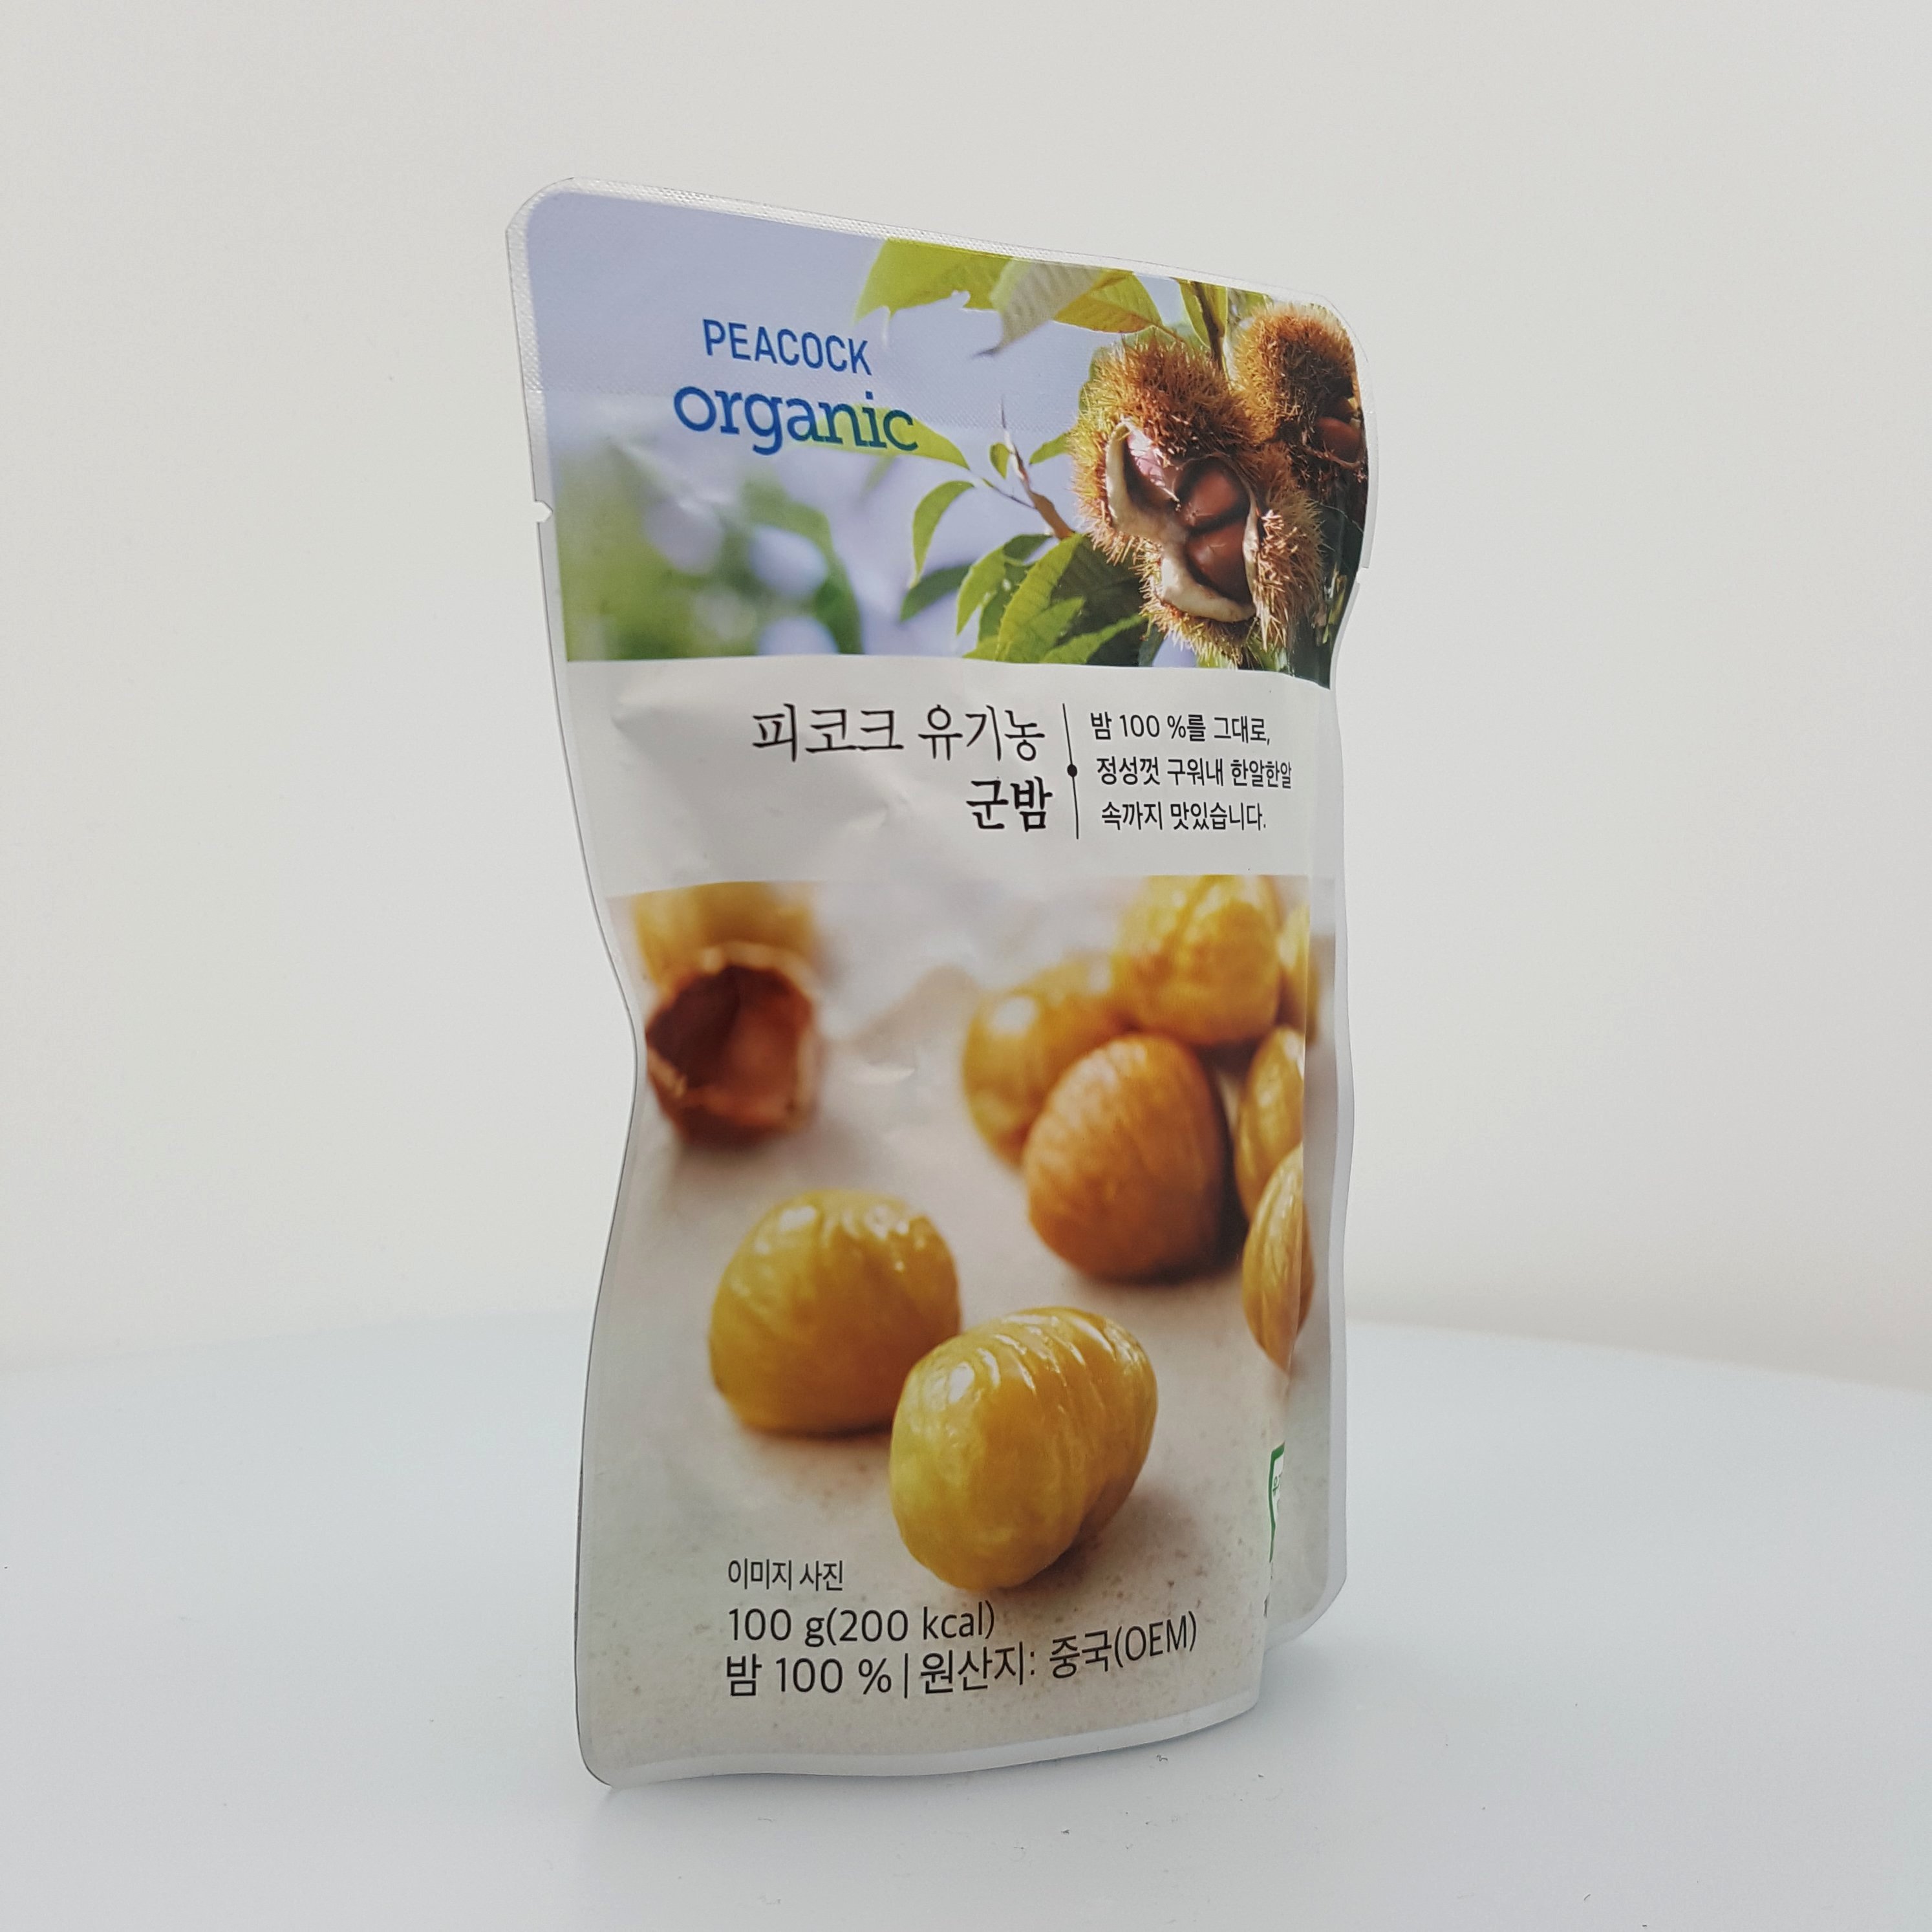 PEACOCK
organic
피코크 유기농
군밤
밤 100 %를 그대로,
정성껏 구워내 한알한알
속까지 맛있습니다.
이미지 사진
100 g(200 kcal)
밤 100 % | 원산지: 중국(OEM)